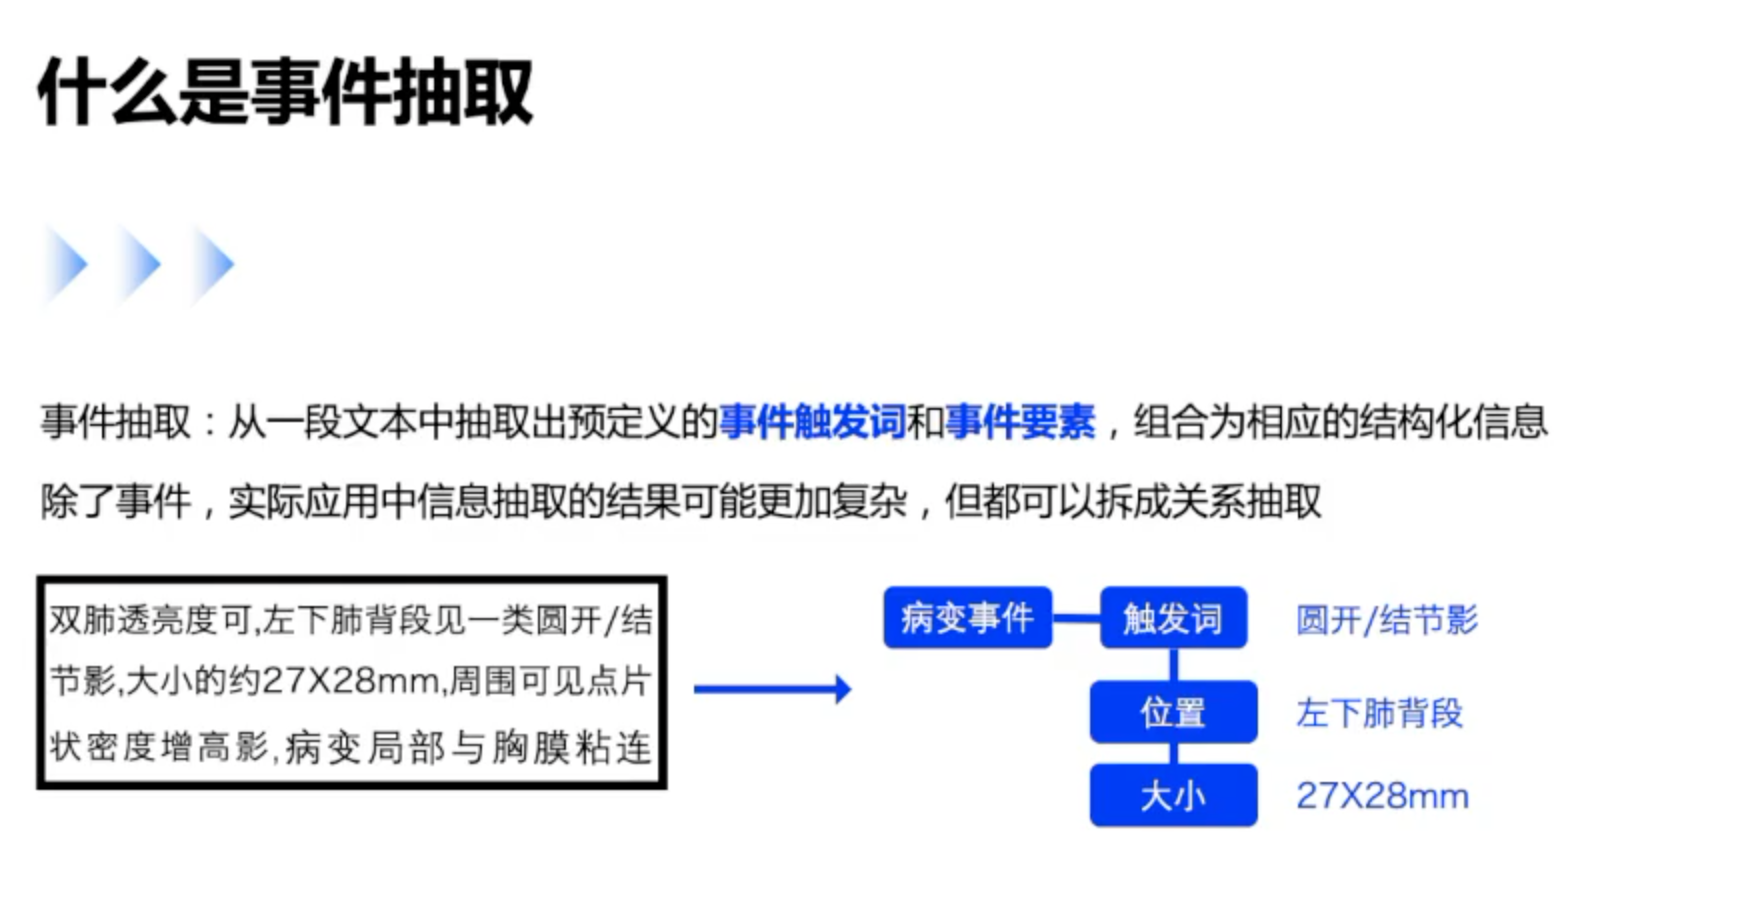 什么是事件抽取
事件抽取：从一段文本中抽取出预定义的事件触发词和事件要素，组合为相应的结构化信息
除了事件，实际应用中信息抽取的结果可能更加复杂，但都可以拆成关系抽取
双肺透亮度可,左下肺背段见一类圆开/结
节影,大小的约27X28mm,周围可见点片
状密度增高影,病变局部与胸膜粘连
病变事件 触发词 圆开/结节影
位置 左下肺背段
大小 27X28mm